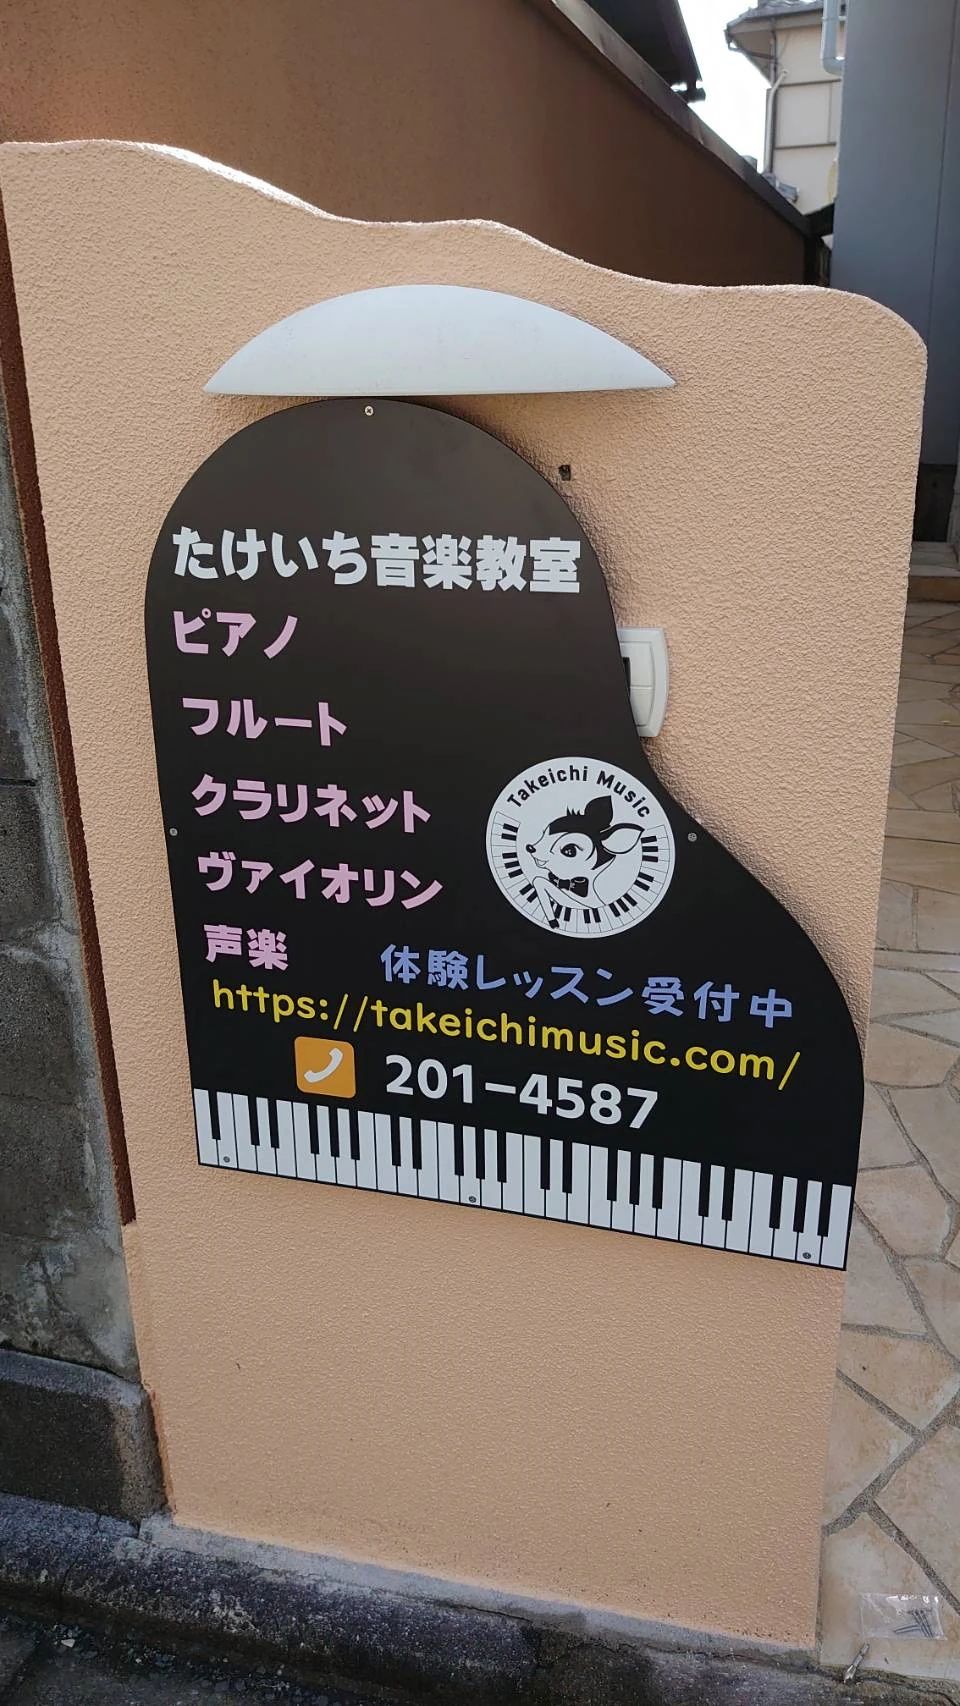 たけいち音楽教室
ピアノ
フルート
クラリネット
ヴァイオリン
Takeichi Music
声楽
体験レッスン受付中
https://takeichimusic.com/
201-4587